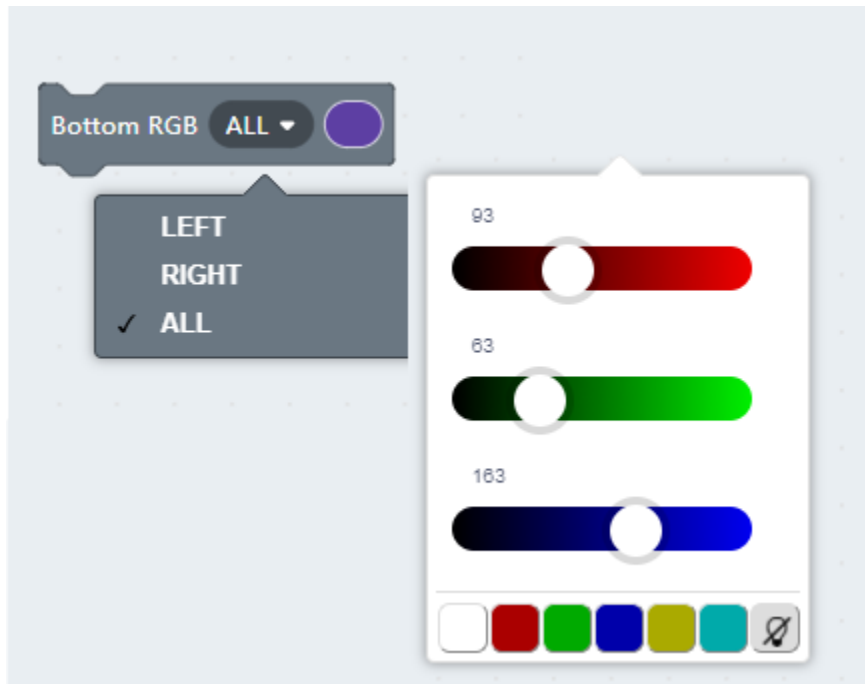 Bottom RGB ALL
LEFT
RIGHT
✓ ALL
93
63
163